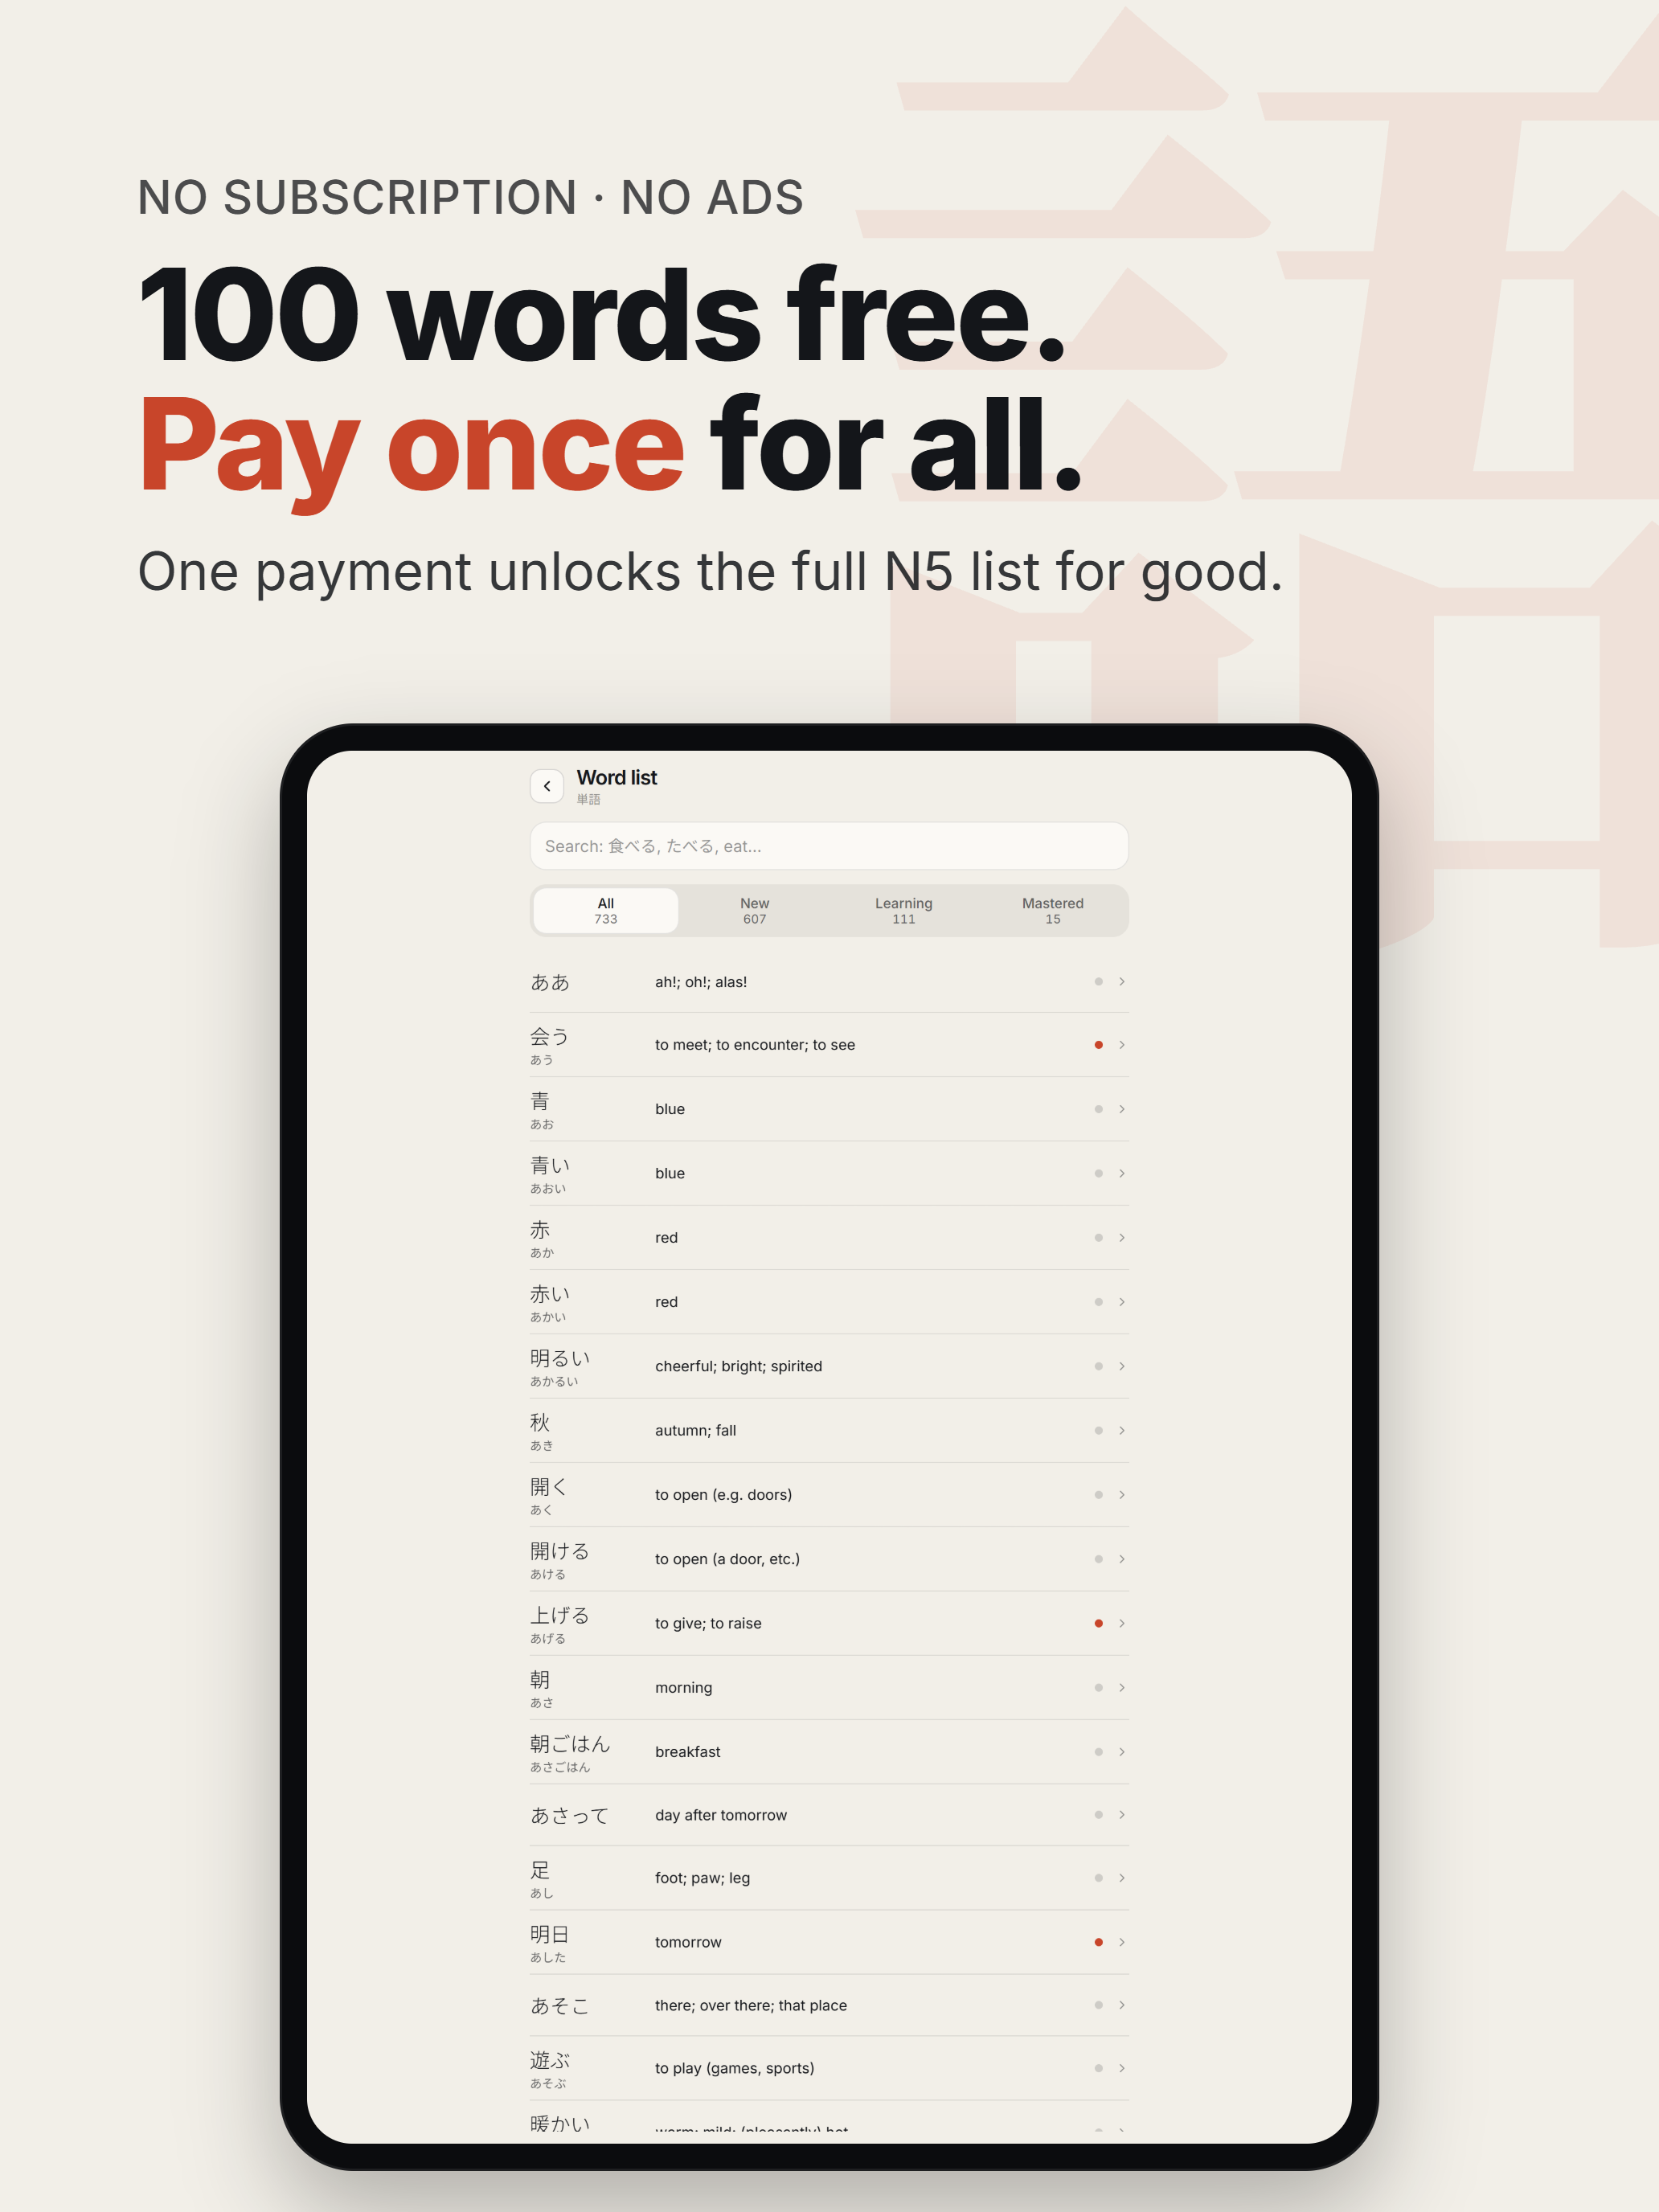 語
NO SUBSCRIPTION · NO ADS
100 words free.
Pay once for all.
One payment unlocks the full N5 list for good.
Word list
単語
Search: 食べる, たべる, eat...
All
733
New
607
Learning
111
Mastered
15
ああ
ah!; oh!; alas!
会う
あう
to meet; to encounter; to see
青
あお
blue
青い
あおい
blue
赤
あか
red
赤い
あかい
red
明るい
あかるい
cheerful; bright; spirited
秋
あき
autumn; fall
開く
あく
to open (e.g. doors)
開ける
あける
to open (a door, etc.)
上げる
あげる
to give; to raise
朝
あさ
morning
朝ごはん
あさごはん
breakfast
あさって
day after tomorrow
足
あし
foot; paw; leg
明日
あした
tomorrow
あそこ
there; over there; that place
遊ぶ
あそぶ
to play (games, sports)
暖かい
warm; mild; (pleasantly) hot